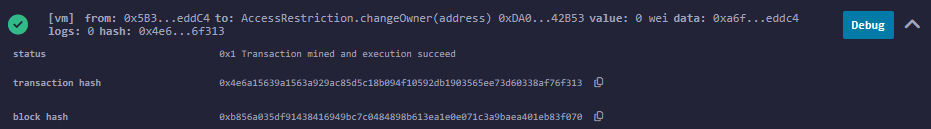 [vm] from: 0x5B3...eddC4 to: AccessRestriction.changeOwner(address) 0xDA0...42B53 value: 0 wei data: 0xa6f...eddc4
logs: 0 hash: 0x4e6...6f313
Debug
status 0x1 Transaction mined and execution succeed
transaction hash 0x4e6a15639a1563a929ac85d5c18b094f10592db1903565ee73d60338af76f313
block hash 0xb856a035df91438416949bc7c0484898b613ea1e0e071c3a9baea401eb83f070